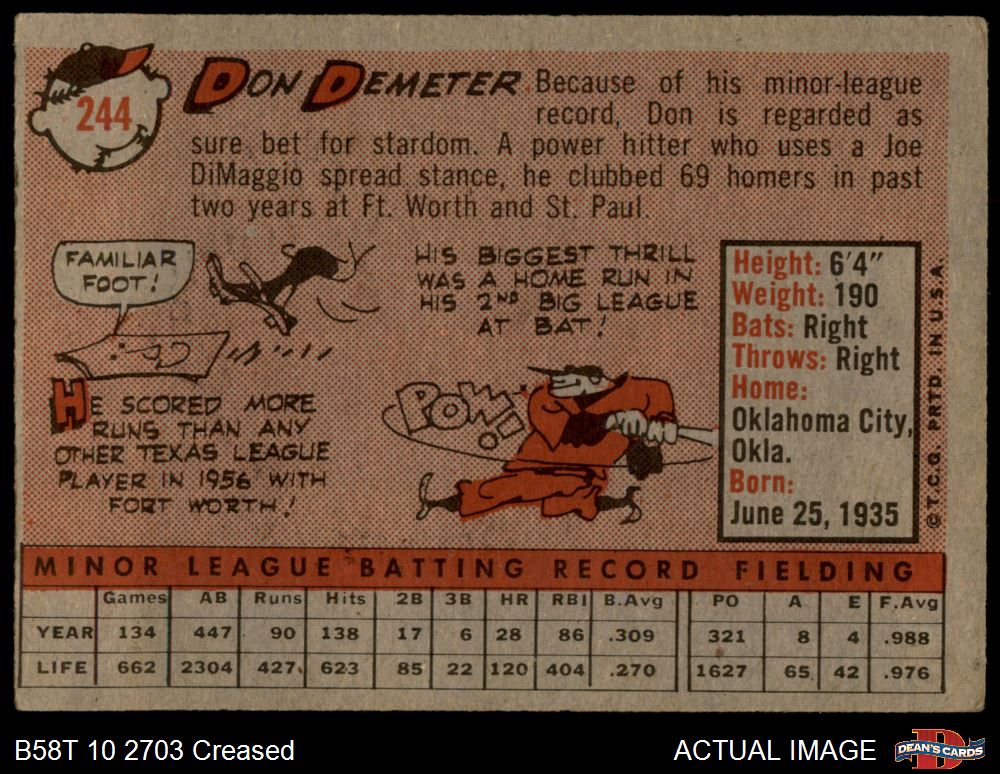 244
DON DEMETER Because of his minor-league
record, Don is regarded as
sure bet for stardom. A power hitter who uses a Joe
DiMaggio spread stance, he clubbed 69 homers in past
two years at Ft. Worth and St. Paul.
FAMILIAR
FOOT!
HE SCORED MORE
RUNS THAN ANY
OTHER TEXAS LEAGUE
PLAYER IN 1956 WITH
FORT WORTH!
HIS BIGGEST THRILL
WAS A HOME RUN IN
HIS 2ND BIG LEAGUE
AT BAT!
POW!
Height: 6'4"
Weight: 190
Bats: Right
Throws: Right
Home:
Oklahoma City,
Okla.
Born:
June 25, 1935
© T.C.G. PRTD. IN U.S.A.
MINOR LEAGUE BATTING RECORD FIELDING
Games AB Runs Hits 2B 3B HR RBI B.Avg PO A E F.Avg
YEAR 134 447 90 138 17 6 28 86 .309 321 8 4 .988
LIFE 662 2304 427 623 85 22 120 404 .270 1627 65 42 .976
B58T 10 2703 Creased
ACTUAL IMAGE
D
DEAN'S CARDS